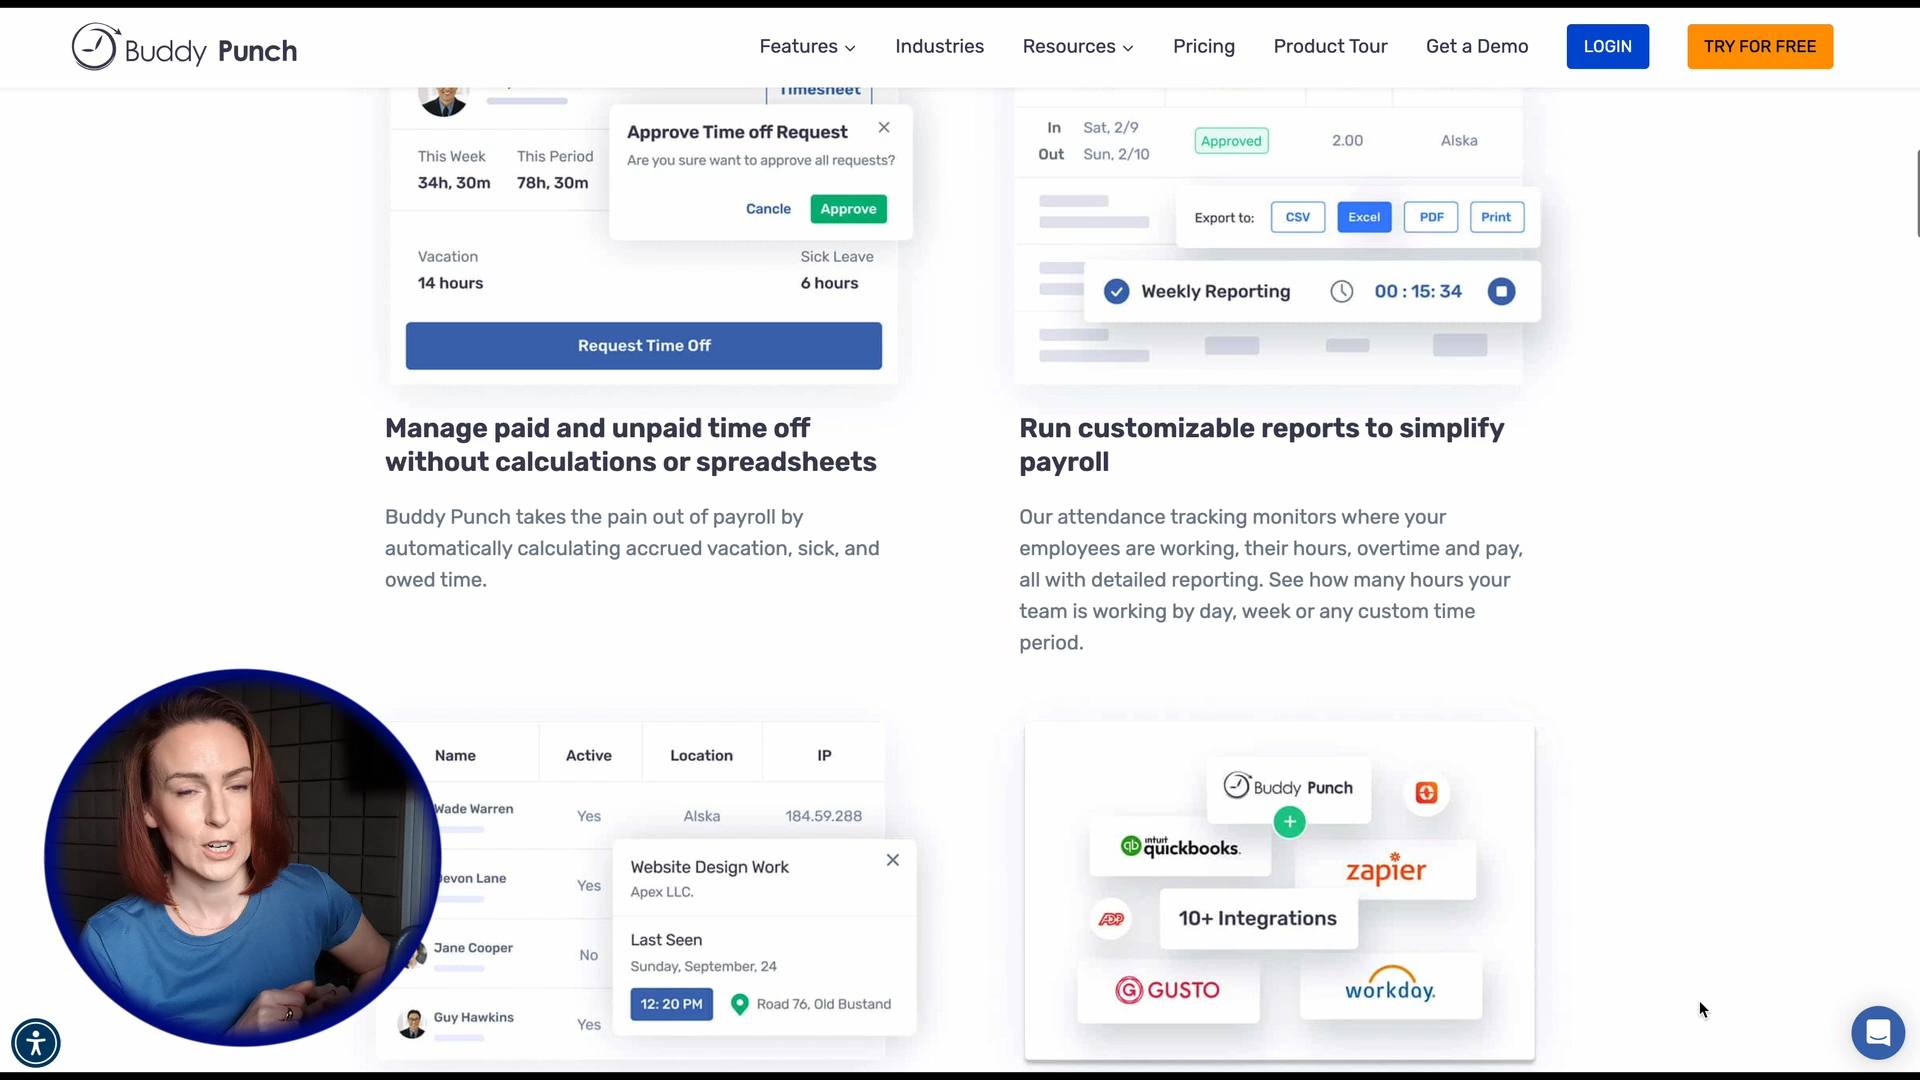 Buddy Punch
Features
Industries
Resources
Pricing
Product Tour
Get a Demo
LOGIN
TRY FOR FREE
Timesheet
Approve Time off Request
Are you sure want to approve all requests?
Cancle
Approve
This Week
This Period
34h, 30m
78h, 30m
Vacation
Sick Leave
14 hours
6 hours
Request Time Off
In Sat, 2/9
Out Sun, 2/10
Approved
2.00
Alska
Export to:
CSV
Excel
PDF
Print
Weekly Reporting
00 : 15: 34
Manage paid and unpaid time off
without calculations or spreadsheets
Buddy Punch takes the pain out of payroll by
automatically calculating accrued vacation, sick, and
owed time.
Run customizable reports to simplify
payroll
Our attendance tracking monitors where your
employees are working, their hours, overtime and pay,
all with detailed reporting. See how many hours your
team is working by day, week or any custom time
period.
Name
Active
Location
IP
Wade Warren
Yes
Alska
184.59.288
Devon Lane
Yes
Jane Cooper
No
Guy Hawkins
Yes
Website Design Work
Apex LLC.
Last Seen
Sunday, September, 24
12: 20 PM
Road 76, Old Bustand
Buddy Punch
qb
intuit
quickbooks.
zapier
ADP
10+ Integrations
G GUSTO
workday.